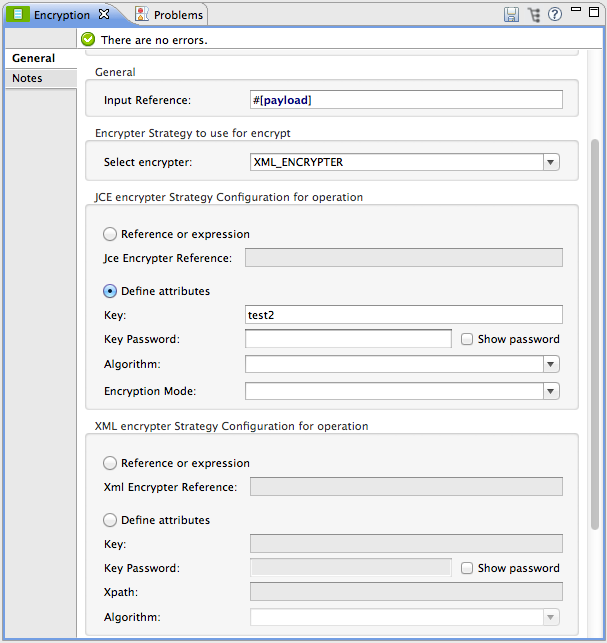 Encryption Problems
There are no errors.
General
Notes
General
Input Reference: #[payload]
Encrypter Strategy to use for encrypt
Select encrypter: XML_ENCRYPTER
JCE encrypter Strategy Configuration for operation
Reference or expression
Jce Encrypter Reference:
Define attributes
Key: test2
Key Password: Show password
Algorithm:
Encryption Mode:
XML encrypter Strategy Configuration for operation
Reference or expression
Xml Encrypter Reference:
Define attributes
Key:
Key Password: Show password
Xpath:
Algorithm: